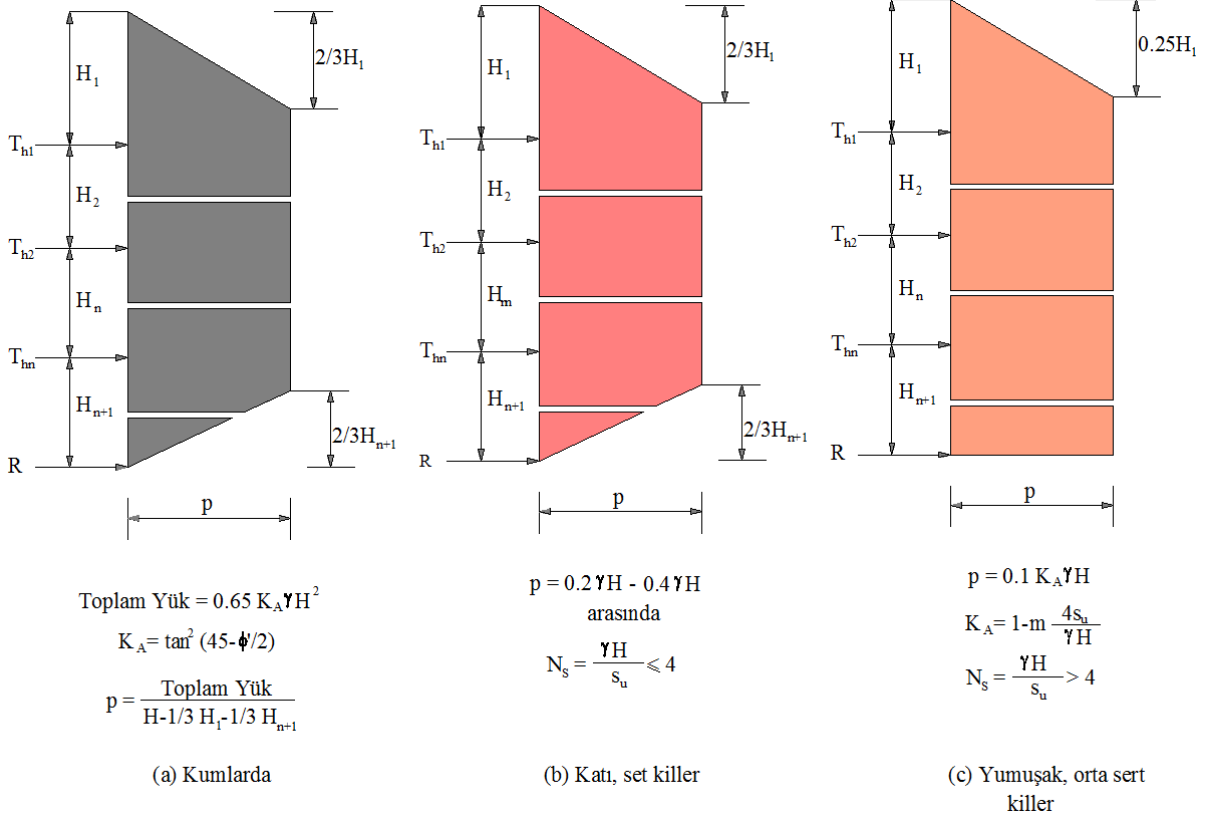 H1
2/3H1
Th1
H2
Th2
Hn
Thn
Hn+1
2/3Hn+1
R
p
Toplam Yük = 0.65 KAγH²
KA= tan² (45-ϕ'/2)
p = Toplam Yük
H-1/3 H1-1/3 Hn+1
(a) Kumlarda
H1
2/3H1
Th1
H2
Th2
Hm
Thn
Hn+1
2/3Hn+1
R
p
p = 0.2γH - 0.4γH
arasında
Ns = γH / su ⩽ 4
(b) Katı, set killer
H1
0.25H1
Th1
H2
Th2
Hn
Thn
Hn+1
R
p
p = 0.1 KAγH
KA= 1-m 4su / γH
Ns = γH / su > 4
(c) Yumuşak, orta sert
killer